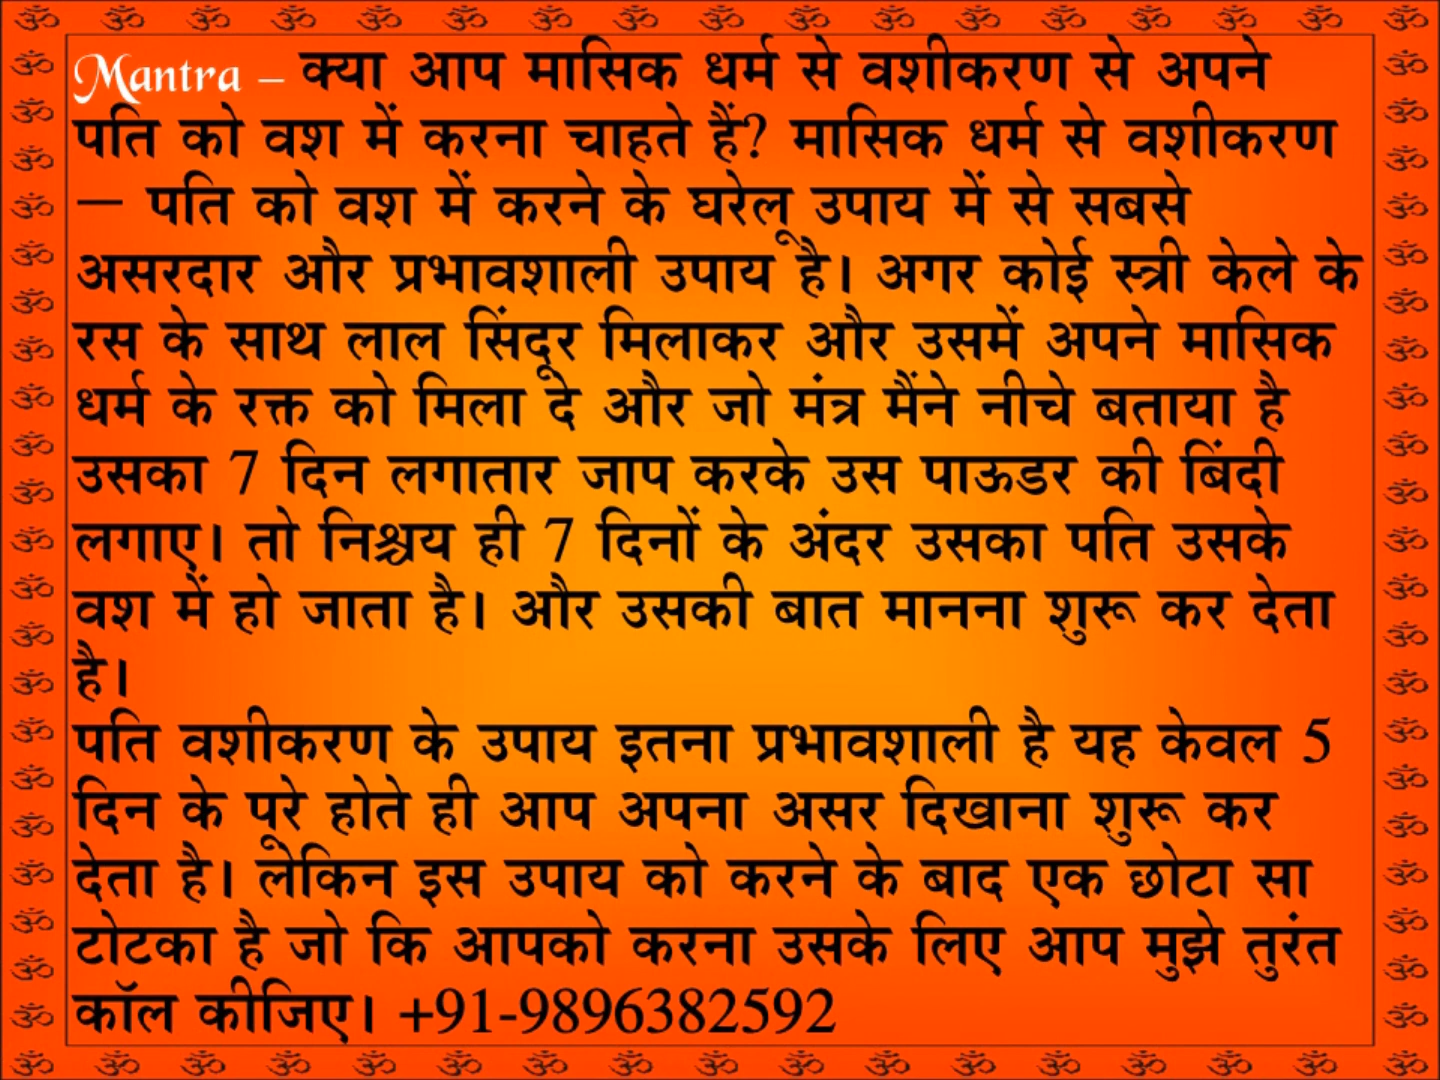 Mantra – क्या आप मासिक धर्म से वशीकरण से अपने
पति को वश में करना चाहते हैं? मासिक धर्म से वशीकरण
– पति को वश में करने के घरेलू उपाय में से सबसे
असरदार और प्रभावशाली उपाय है। अगर कोई स्त्री केले के
रस के साथ लाल सिंदूर मिलाकर और उसमें अपने मासिक
धर्म के रक्त को मिला दे और जो मंत्र मैंने नीचे बताया है
उसका 7 दिन लगातार जाप करके उस पाऊडर की बिंदी
लगाए। तो निश्चय ही 7 दिनों के अंदर उसका पति उसके
वश में हो जाता है। और उसकी बात मानना शुरू कर देता
है।
पति वशीकरण के उपाय इतना प्रभावशाली है यह केवल 5
दिन के पूरे होते ही आप अपना असर दिखाना शुरू कर
देता है। लेकिन इस उपाय को करने के बाद एक छोटा सा
टोटका है जो कि आपको करना उसके लिए आप मुझे तुरंत
कॉल कीजिए। +91-9896382592